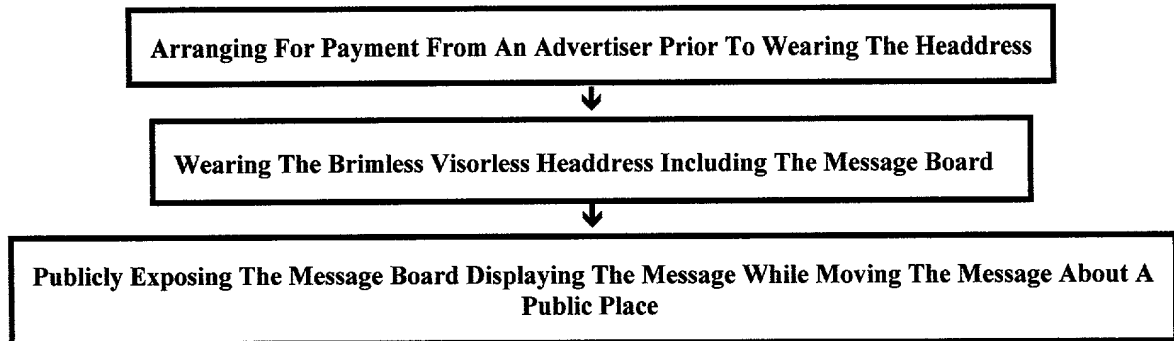 Arranging For Payment From An Advertiser Prior To Wearing The Headdress
Wearing The Brimless Visorless Headdress Including The Message Board
Publicly Exposing The Message Board Displaying The Message While Moving The Message About A
Public Place